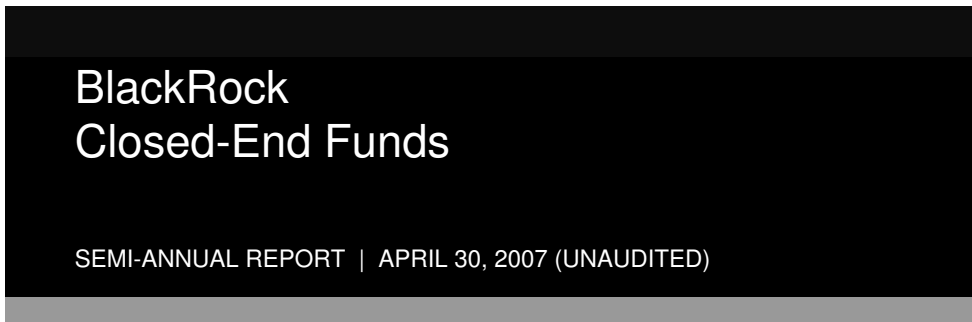 BlackRock
Closed-End Funds
SEMI-ANNUAL REPORT | APRIL 30, 2007 (UNAUDITED)